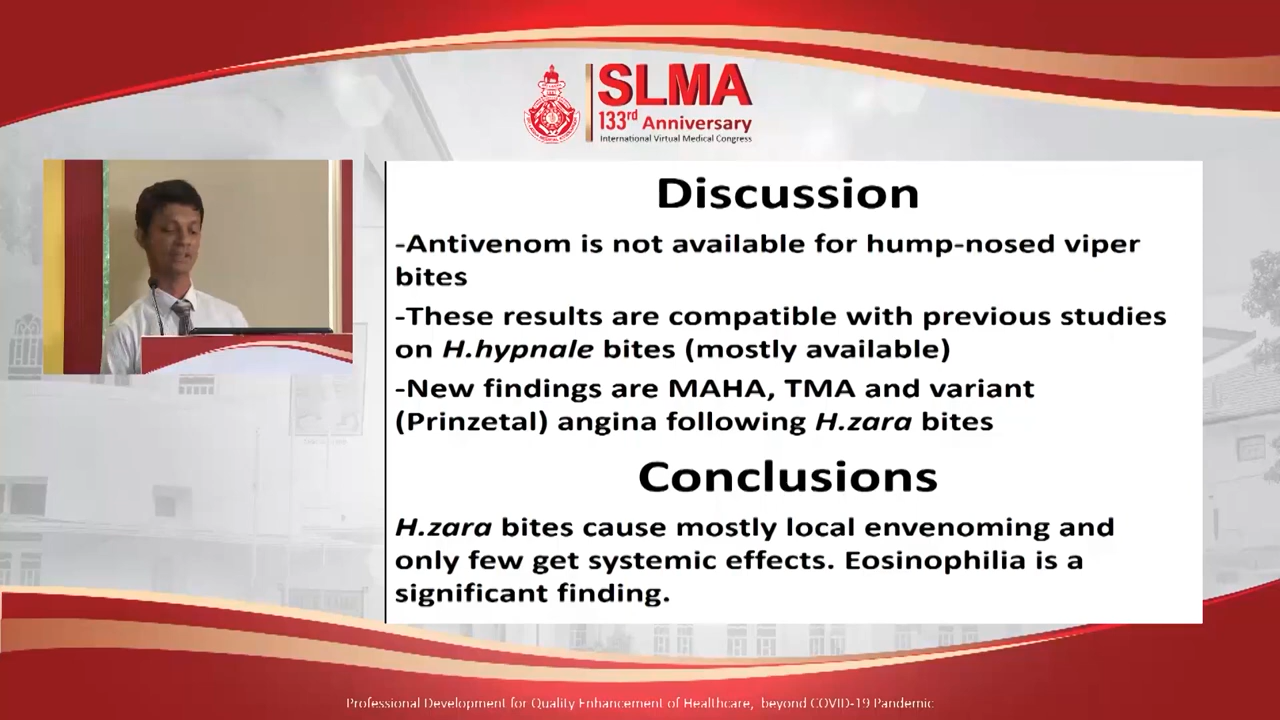 SLMA
133rd Anniversary
International Virtual Medical Congress
Discussion
-Antivenom is not available for hump-nosed viper
bites
-These results are compatible with previous studies
on H.hypnale bites (mostly available)
-New findings are MAHA, TMA and variant
(Prinzetal) angina following H.zara bites
Conclusions
H.zara bites cause mostly local envenoming and
only few get systemic effects. Eosinophilia is a
significant finding.
Professional Development for Quality Enhancement of Healthcare, beyond COVID-19 Pandemic